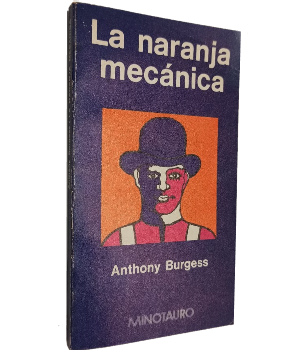 La naranja
mecánica
Anthony Burgess
MINOTAURO